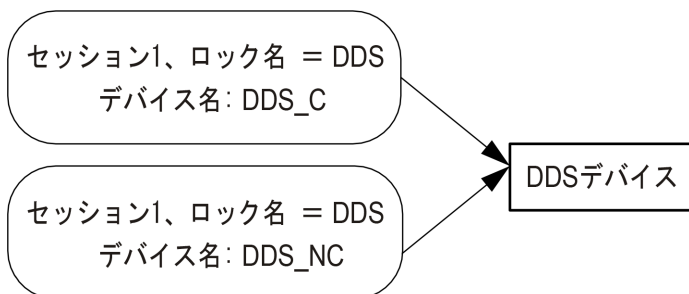 セッション1、ロック名 = DDS
デバイス名: DDS_C
DDSデバイス
セッション1、ロック名 = DDS
デバイス名: DDS_NC